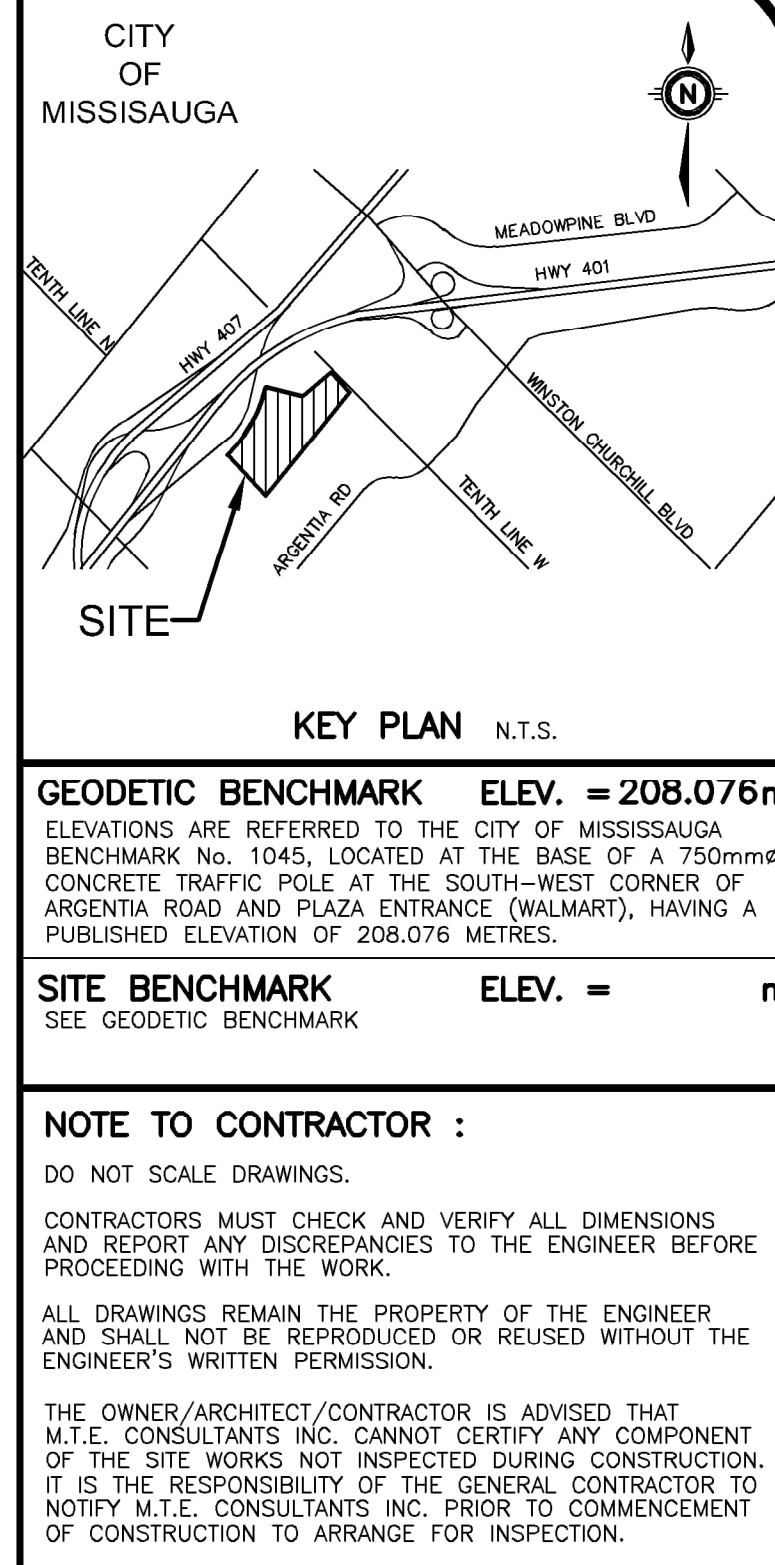 CITY
OF
MISSISAUGA
N
MEADOWPINE BLVD
HWY 401
TENTH LINE N
HWY 407
WINSTON CHURCHILL BLVD
ARGENTIA RD
TENTH LINE W
SITE
KEY PLAN N.T.S.
GEODETIC BENCHMARK ELEV. = 208.076m
ELEVATIONS ARE REFERRED TO THE CITY OF MISSISSAUGA
BENCHMARK No. 1045, LOCATED AT THE BASE OF A 750mmø
CONCRETE TRAFFIC POLE AT THE SOUTH-WEST CORNER OF
ARGENTIA ROAD AND PLAZA ENTRANCE (WALMART), HAVING A
PUBLISHED ELEVATION OF 208.076 METRES.
SITE BENCHMARK ELEV. = m
SEE GEODETIC BENCHMARK
NOTE TO CONTRACTOR :
DO NOT SCALE DRAWINGS.
CONTRACTORS MUST CHECK AND VERIFY ALL DIMENSIONS
AND REPORT ANY DISCREPANCIES TO THE ENGINEER BEFORE
PROCEEDING WITH THE WORK.
ALL DRAWINGS REMAIN THE PROPERTY OF THE ENGINEER
AND SHALL NOT BE REPRODUCED OR REUSED WITHOUT THE
ENGINEER'S WRITTEN PERMISSION.
THE OWNER/ARCHITECT/CONTRACTOR IS ADVISED THAT
M.T.E. CONSULTANTS INC. CANNOT CERTIFY ANY COMPONENT
OF THE SITE WORKS NOT INSPECTED DURING CONSTRUCTION.
IT IS THE RESPONSIBILITY OF THE GENERAL CONTRACTOR TO
NOTIFY M.T.E. CONSULTANTS INC. PRIOR TO COMMENCEMENT
OF CONSTRUCTION TO ARRANGE FOR INSPECTION.